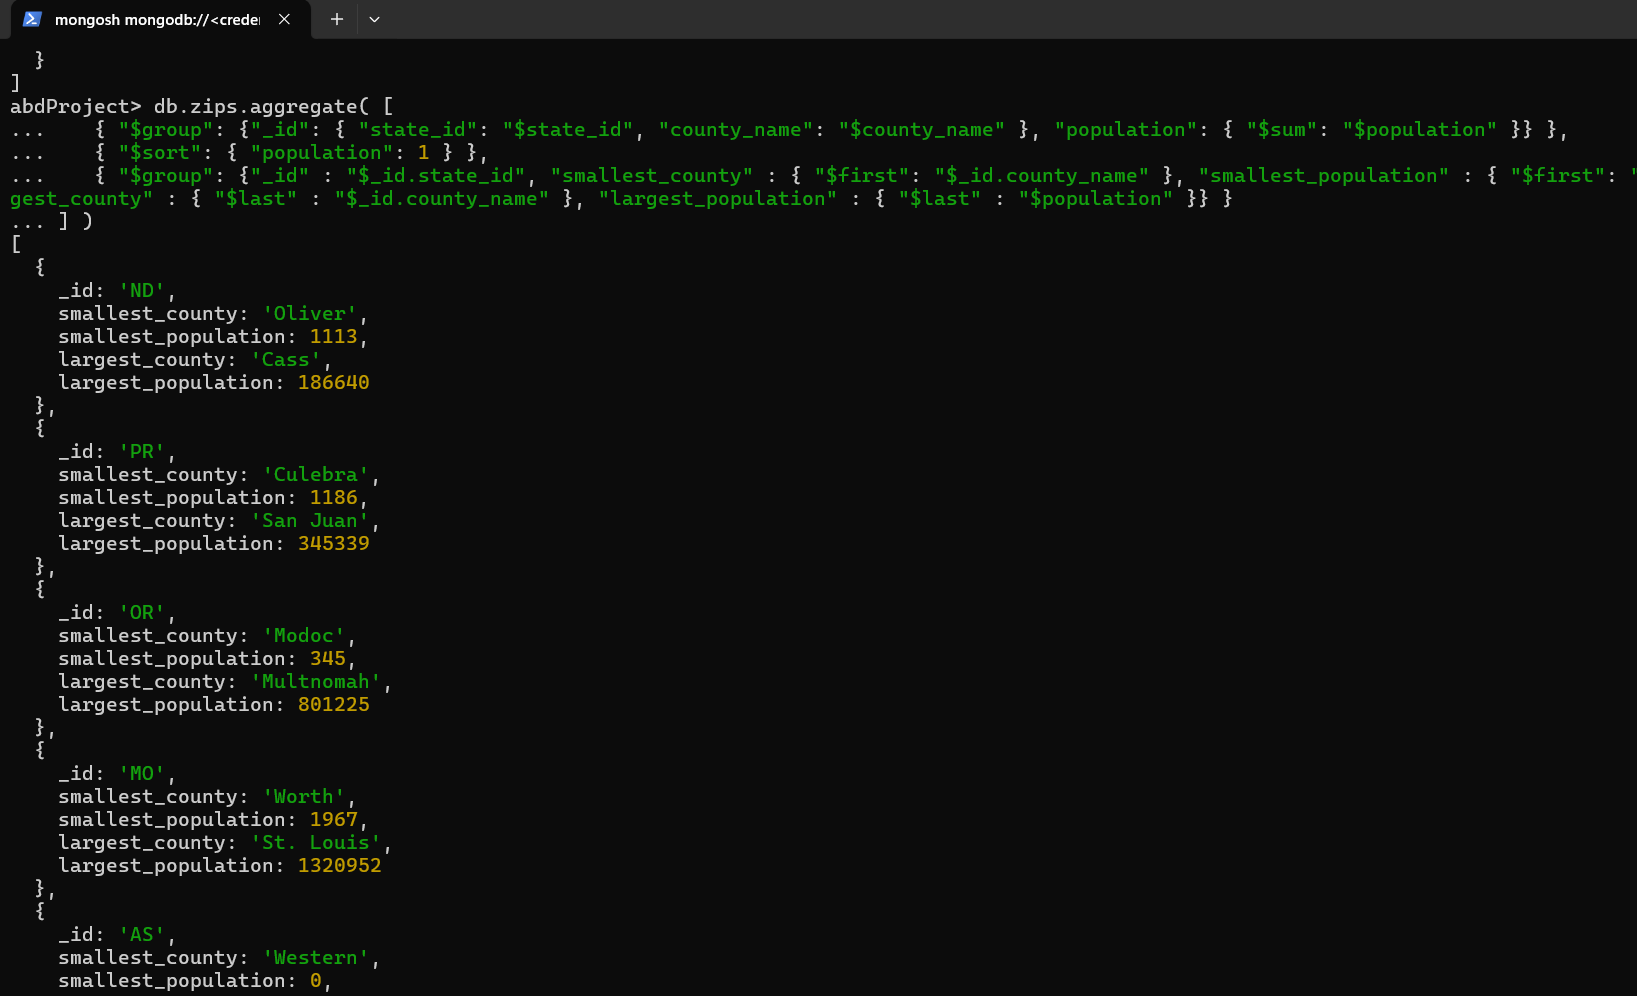 mongosh mongodb://<creder
  }
]
abdProject> db.zips.aggregate( [
...    { "$group": {"_id": { "state_id": "$state_id", "county_name": "$county_name" }, "population": { "$sum": "$population" }} },
...    { "$sort": { "population": 1 } },
...    { "$group": {"_id" : "$_id.state_id", "smallest_county" : { "$first": "$_id.county_name" }, "smallest_population" : { "$first": "
gest_county" : { "$last" : "$_id.county_name" }, "largest_population" : { "$last" : "$population" }} }
... ] )
[
  {
    _id: 'ND',
    smallest_county: 'Oliver',
    smallest_population: 1113,
    largest_county: 'Cass',
    largest_population: 186640
  },
  {
    _id: 'PR',
    smallest_county: 'Culebra',
    smallest_population: 1186,
    largest_county: 'San Juan',
    largest_population: 345339
  },
  {
    _id: 'OR',
    smallest_county: 'Modoc',
    smallest_population: 345,
    largest_county: 'Multnomah',
    largest_population: 801225
  },
  {
    _id: 'MO',
    smallest_county: 'Worth',
    smallest_population: 1967,
    largest_county: 'St. Louis',
    largest_population: 1320952
  },
  {
    _id: 'AS',
    smallest_county: 'Western',
    smallest_population: 0,